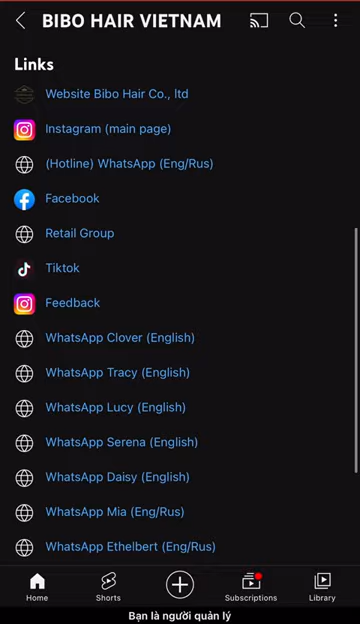 BIBO HAIR VIETNAM
Links
Website Bibo Hair Co., ltd
Instagram (main page)
(Hotline) WhatsApp (Eng/Rus)
Facebook
Retail Group
Tiktok
Feedback
WhatsApp Clover (English)
WhatsApp Tracy (English)
WhatsApp Lucy (English)
WhatsApp Serena (English)
WhatsApp Daisy (English)
WhatsApp Mia (Eng/Rus)
WhatsApp Ethelbert (Eng/Rus)
Home
Shorts
Subscriptions
Library
Bạn là người quản lý